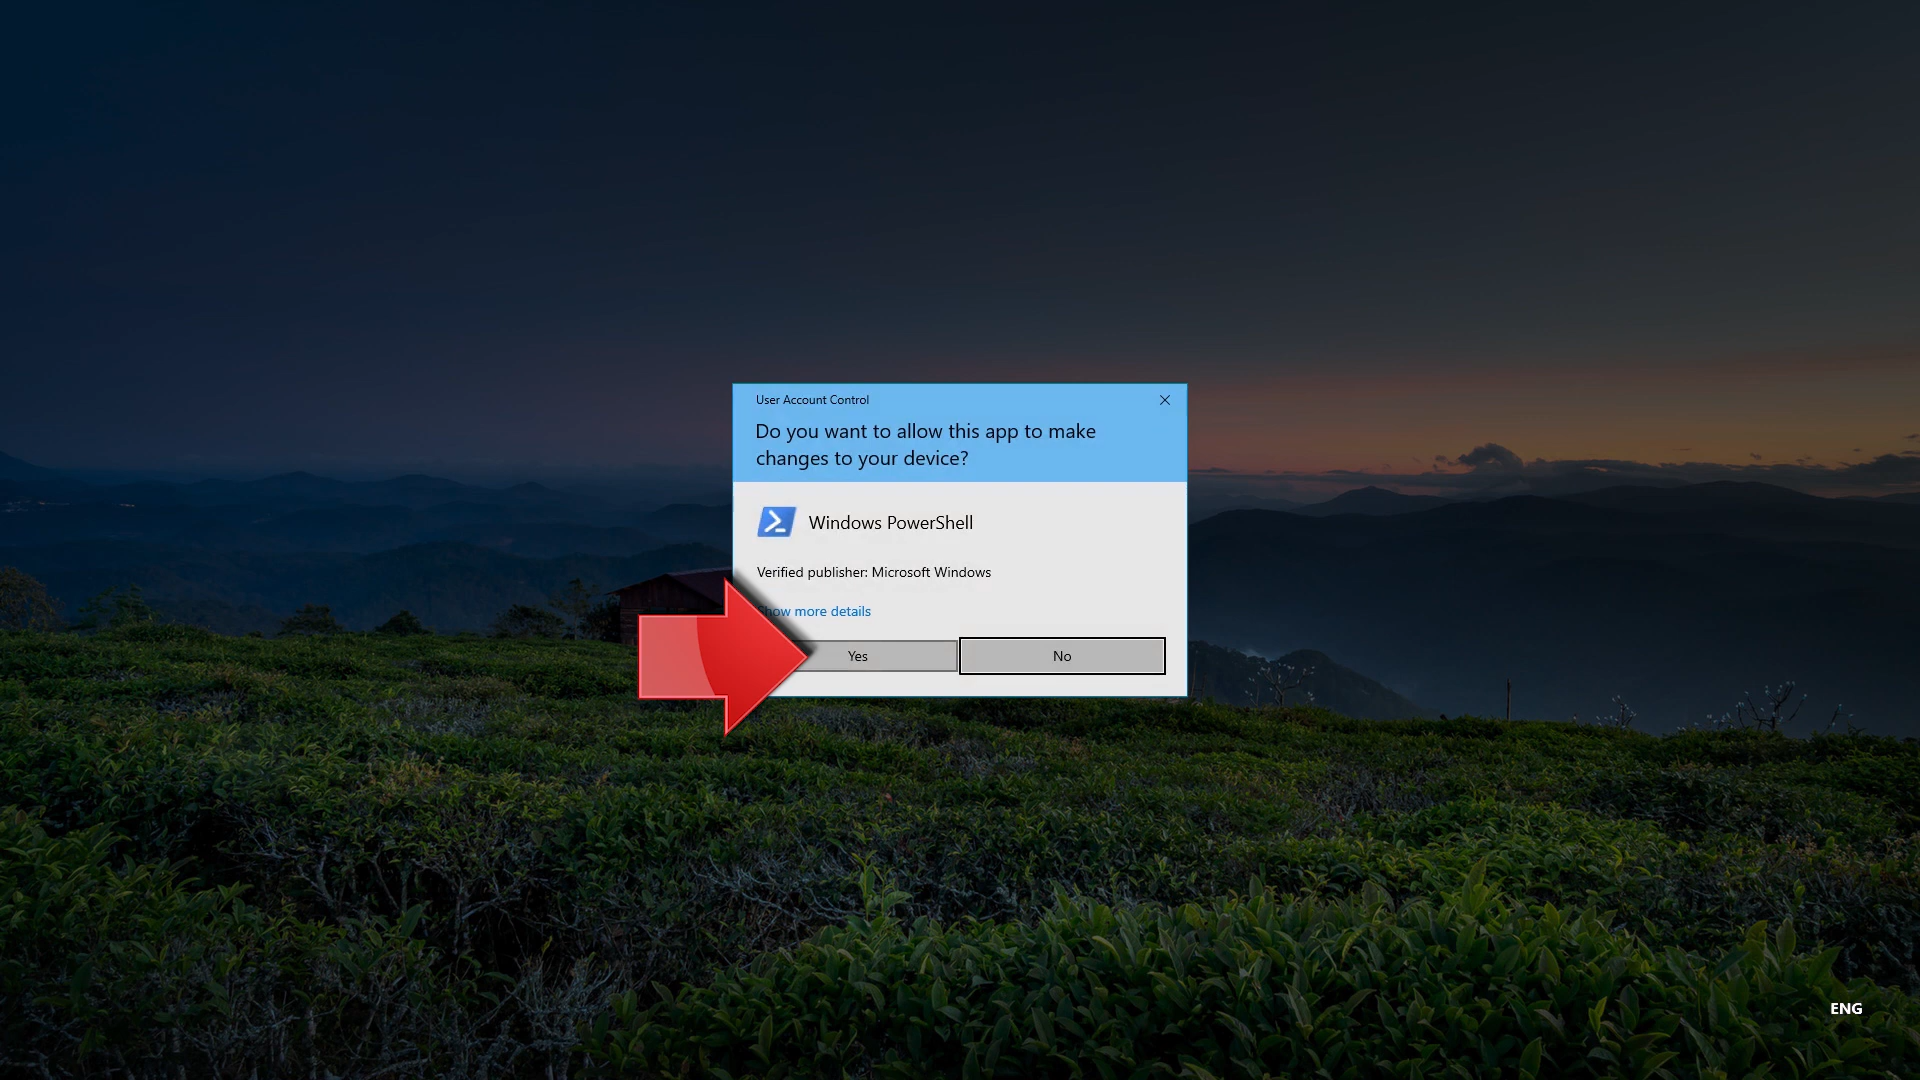 User Account Control
Do you want to allow this app to make
changes to your device?
Windows PowerShell
Verified publisher: Microsoft Windows
Show more details
Yes
No
ENG